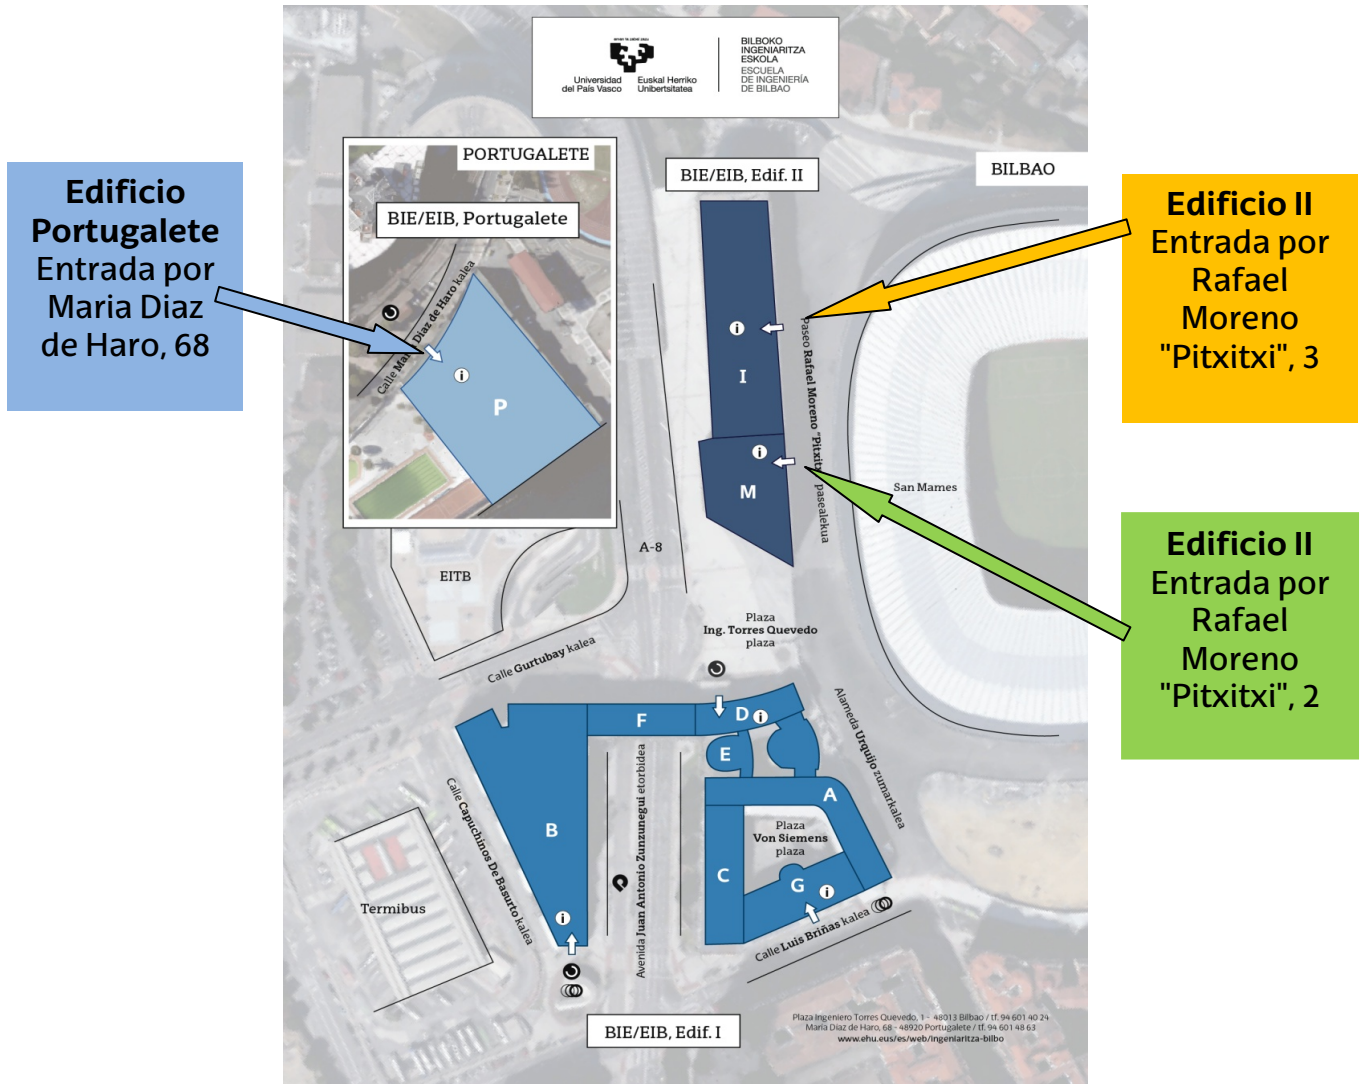 Universidad
del País Vasco
Euskal Herriko
Unibertsitatea
BILBOKO
INGENIARITZA
ESKOLA
ESCUELA
DE INGENIERÍA
DE BILBAO
PORTUGALETE
BIE/EIB, Portugalete
BIE/EIB, Edif. II
BILBAO
Edificio
Portugalete
Entrada por
Maria Diaz
de Haro, 68
Edificio II
Entrada por
Rafael
Moreno
"Pitxitxi", 3
Edificio II
Entrada por
Rafael
Moreno
"Pitxitxi", 2
Calle Maria Diaz de Haro kalea
i
P
i
I
i
M
Paseo Rafael Moreno "Pitxitxi" pasealekua
San Mames
A-8
EITB
Calle Gurtubay kalea
Plaza
Ing. Torres Quevedo
plaza
F
D i
E
A
Alameda Urquijo zumarkalea
B
Calle Capuchinos De Basurto kalea
Avenida Juan Antonio Zunzunegui etorbidea
Plaza
Von Siemens
plaza
C
G i
Termibus
i
Calle Luis Briñas kalea
BIE/EIB, Edif. I
Plaza Ingeniero Torres Quevedo, 1 - 48013 Bilbao / tf. 94 601 40 24
María Díaz de Haro, 68 - 48920 Portugalete / tf. 94 601 48 63
www.ehu.eus/es/web/ingeniaritza-bilbo